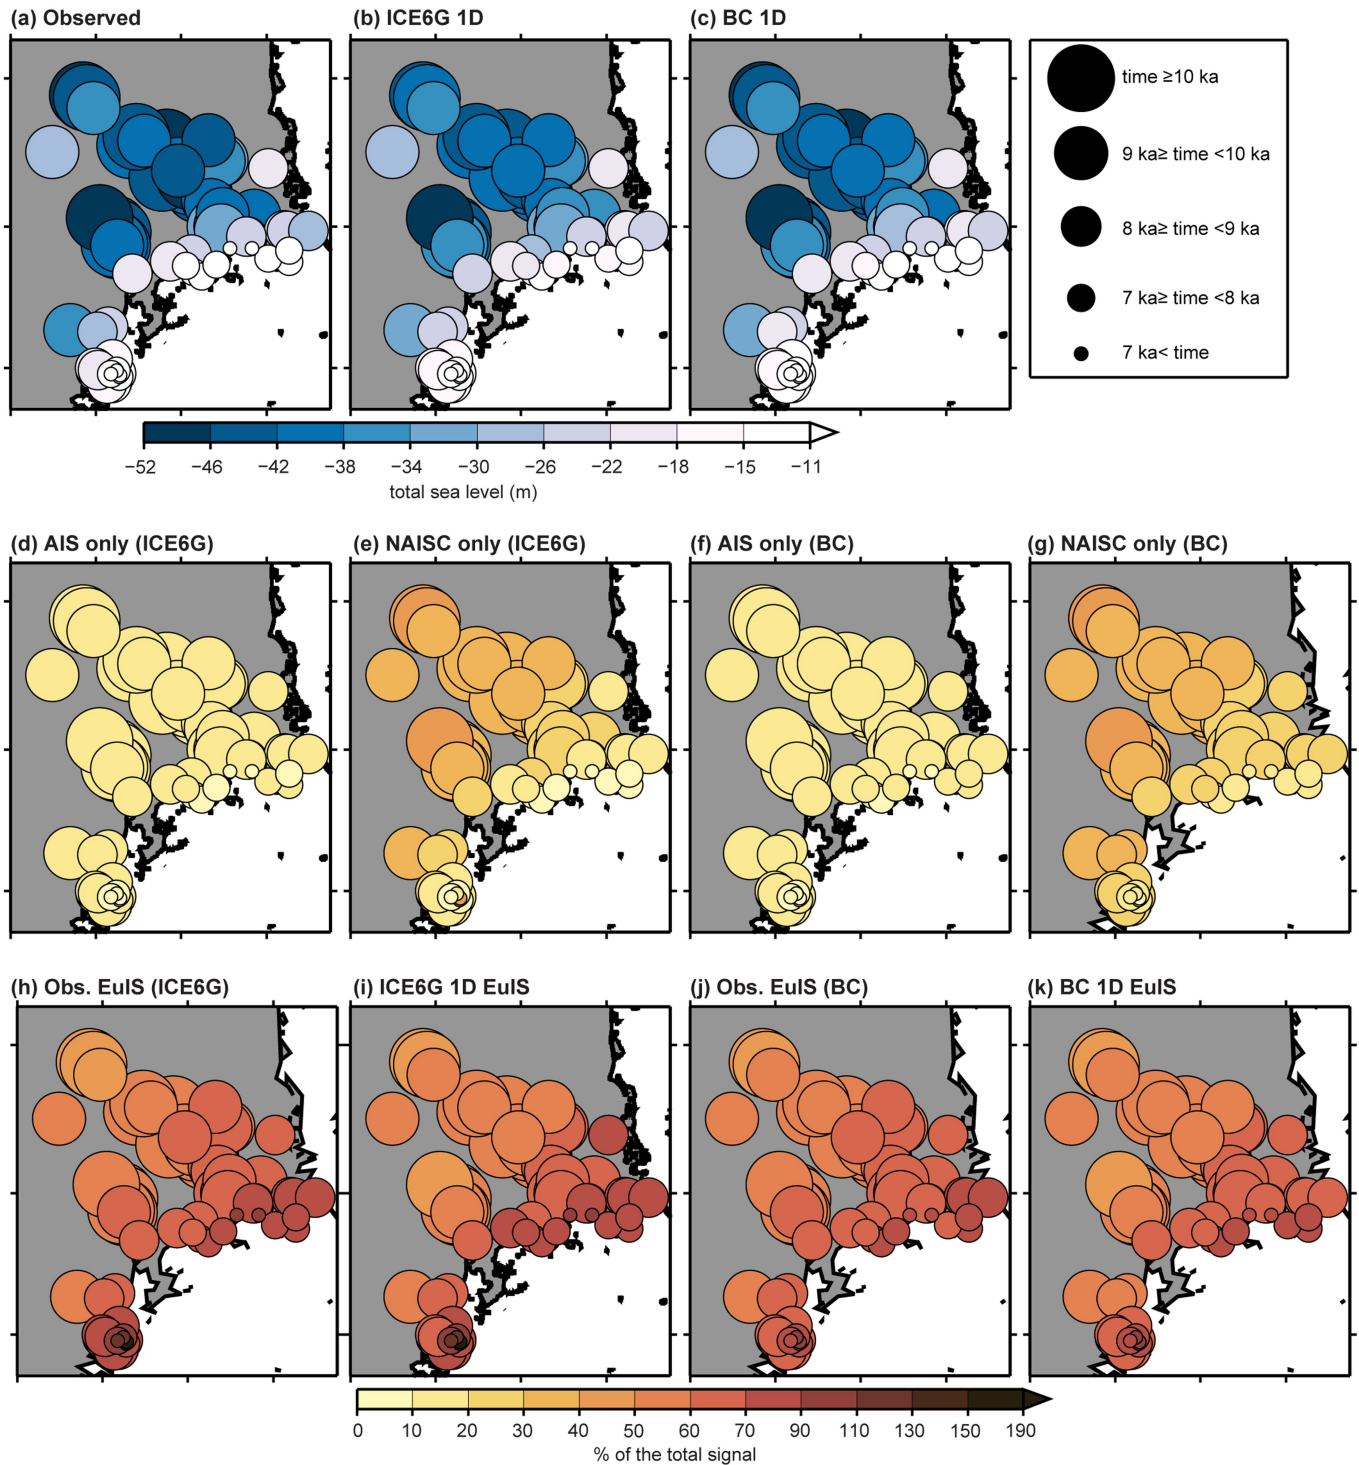 (a) Observed
(b) ICE6G 1D
(c) BC 1D
time ≥10 ka
9 ka≥ time <10 ka
8 ka≥ time <9 ka
7 ka≥ time <8 ka
7 ka< time
−52 −46 −42 −38 −34 −30 −26 −22 −18 −15 −11
total sea level (m)
(d) AIS only (ICE6G)
(e) NAISC only (ICE6G)
(f) AIS only (BC)
(g) NAISC only (BC)
(h) Obs. EuIS (ICE6G)
(i) ICE6G 1D EuIS
(j) Obs. EuIS (BC)
(k) BC 1D EuIS
0 10 20 30 40 50 60 70 90 110 130 150 190
% of the total signal